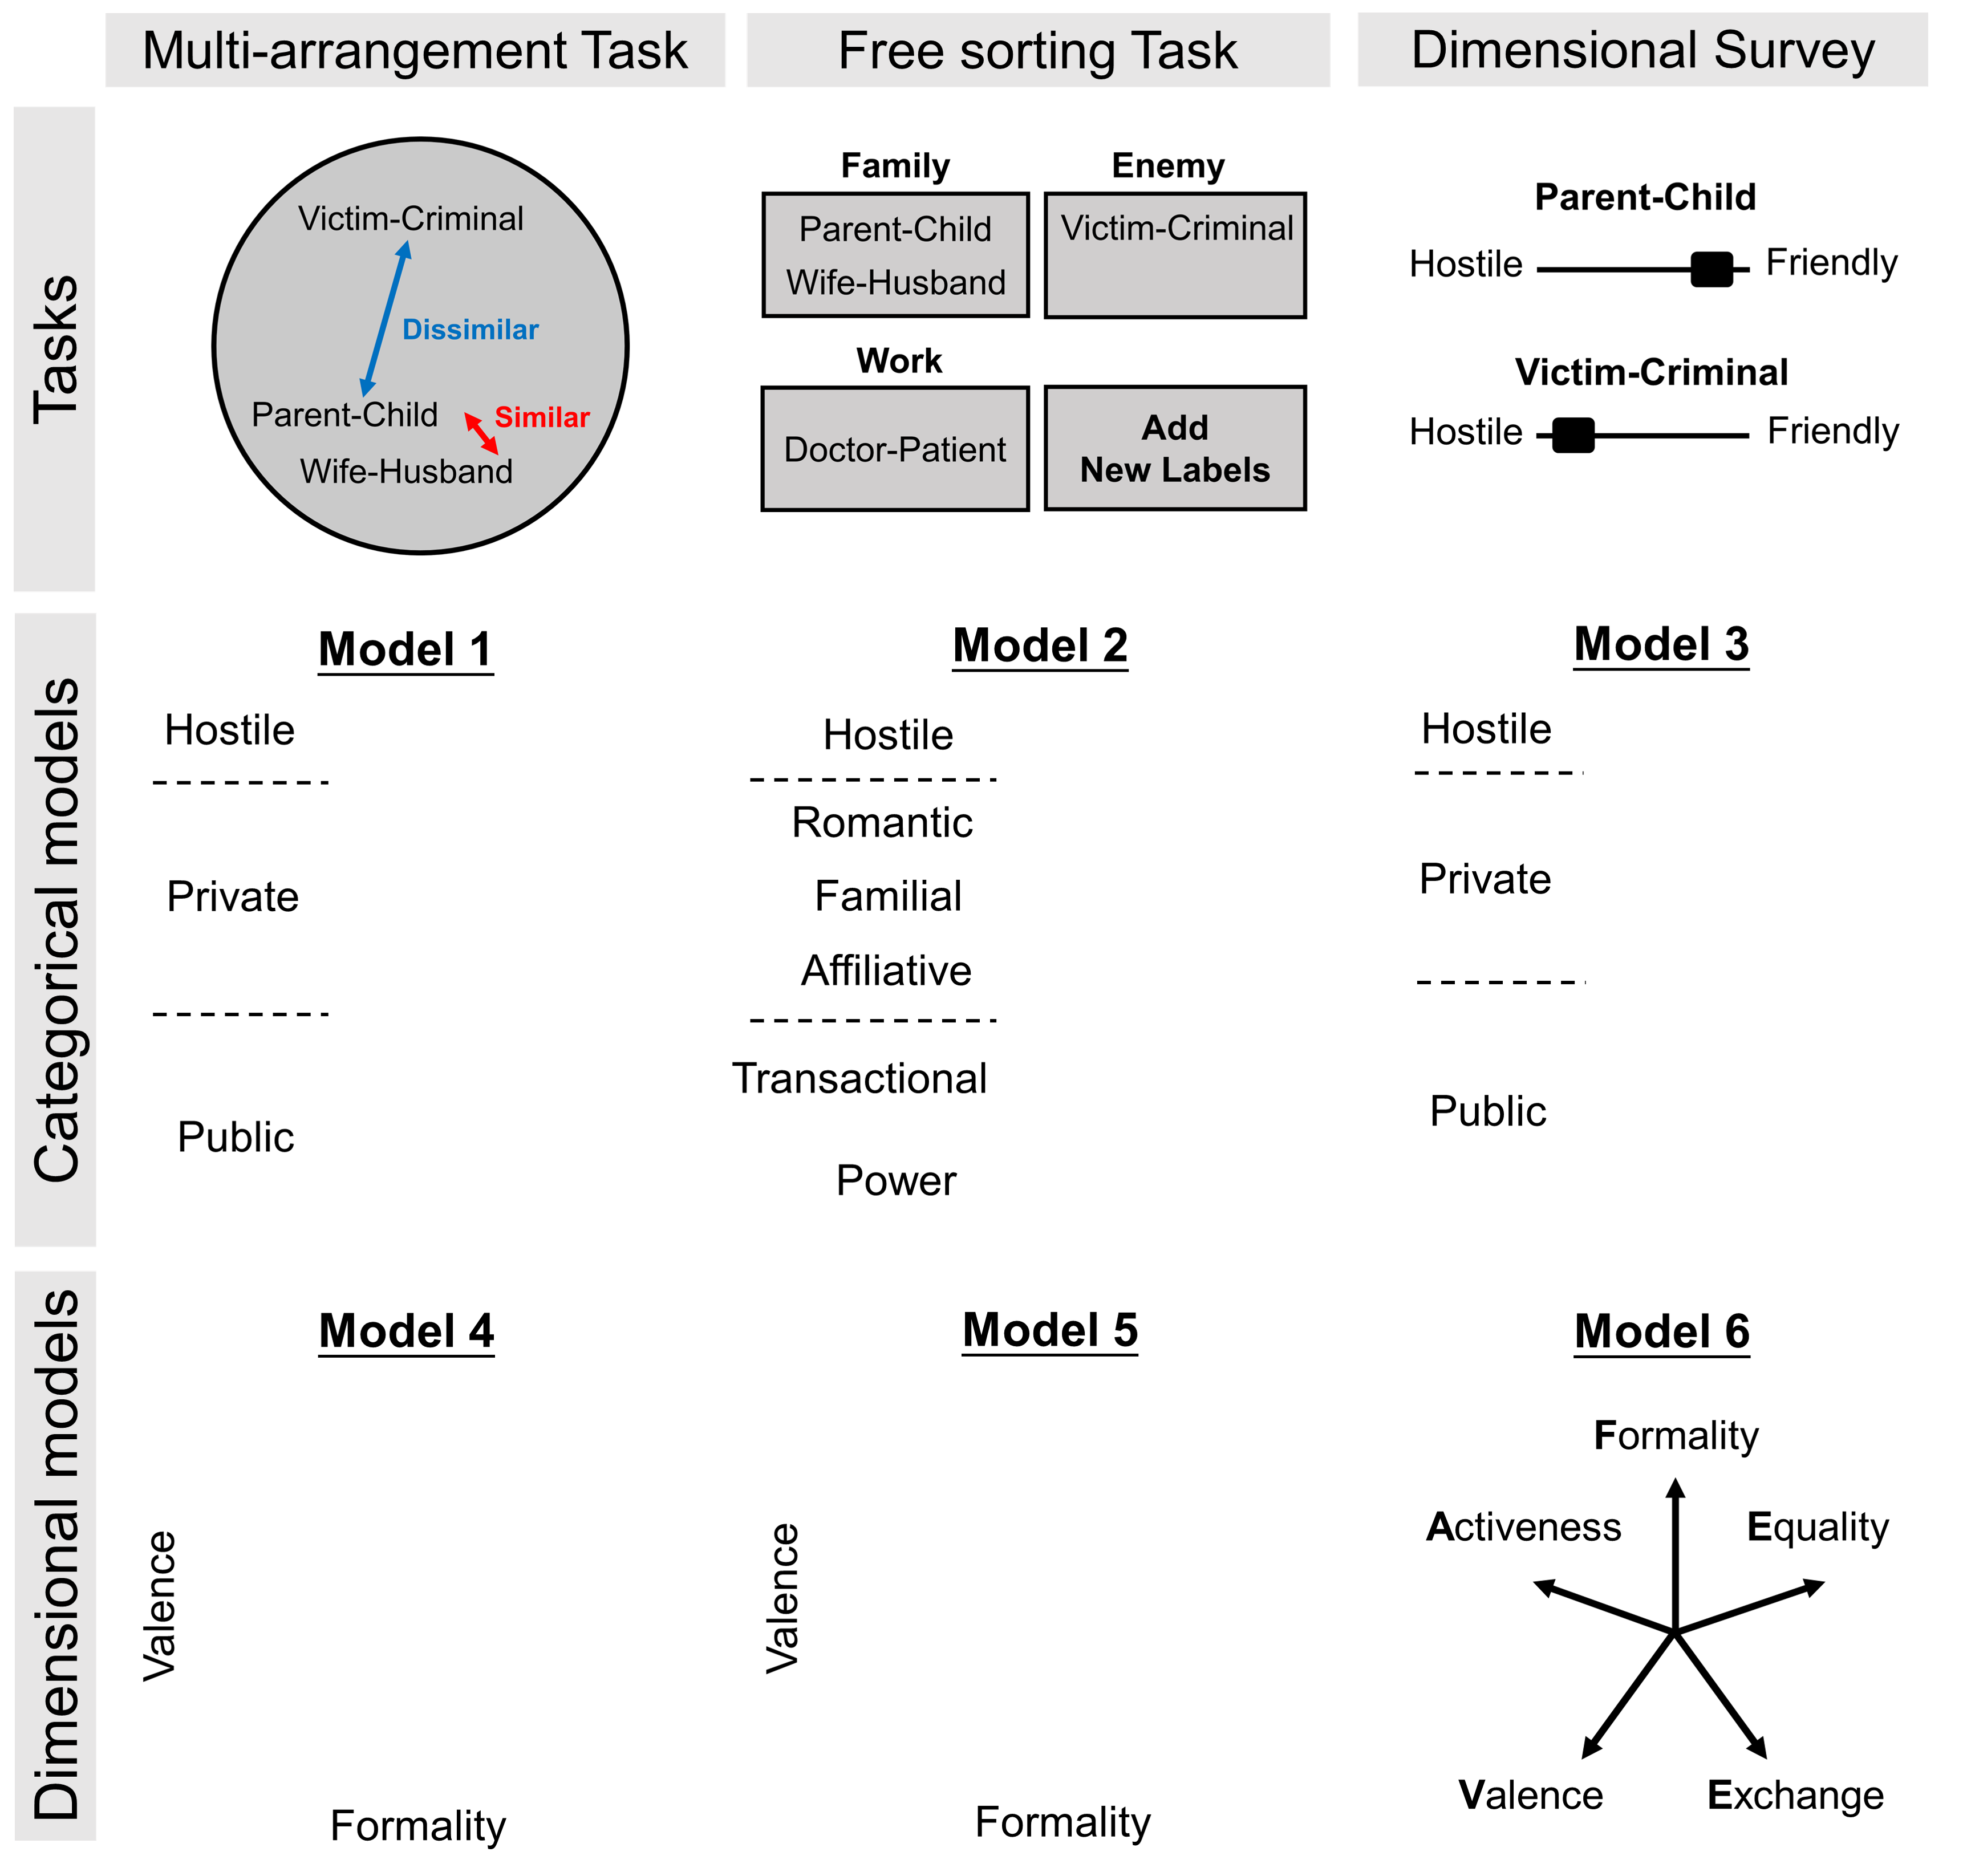 Multi-arrangement Task
Free sorting Task
Dimensional Survey
Tasks
Victim-Criminal
Dissimilar
Parent-Child
Similar
Wife-Husband
Family
Parent-Child
Wife-Husband
Enemy
Victim-Criminal
Work
Doctor-Patient
Add
New Labels
Parent-Child
Hostile
Friendly
Victim-Criminal
Hostile
Friendly
Categorical models
Model 1
Hostile
Private
Public
Model 2
Hostile
Romantic
Familial
Affiliative
Transactional
Power
Model 3
Hostile
Private
Public
Dimensional models
Model 4
Valence
Formality
Model 5
Valence
Formality
Model 6
Formality
Activeness
Equality
Valence
Exchange